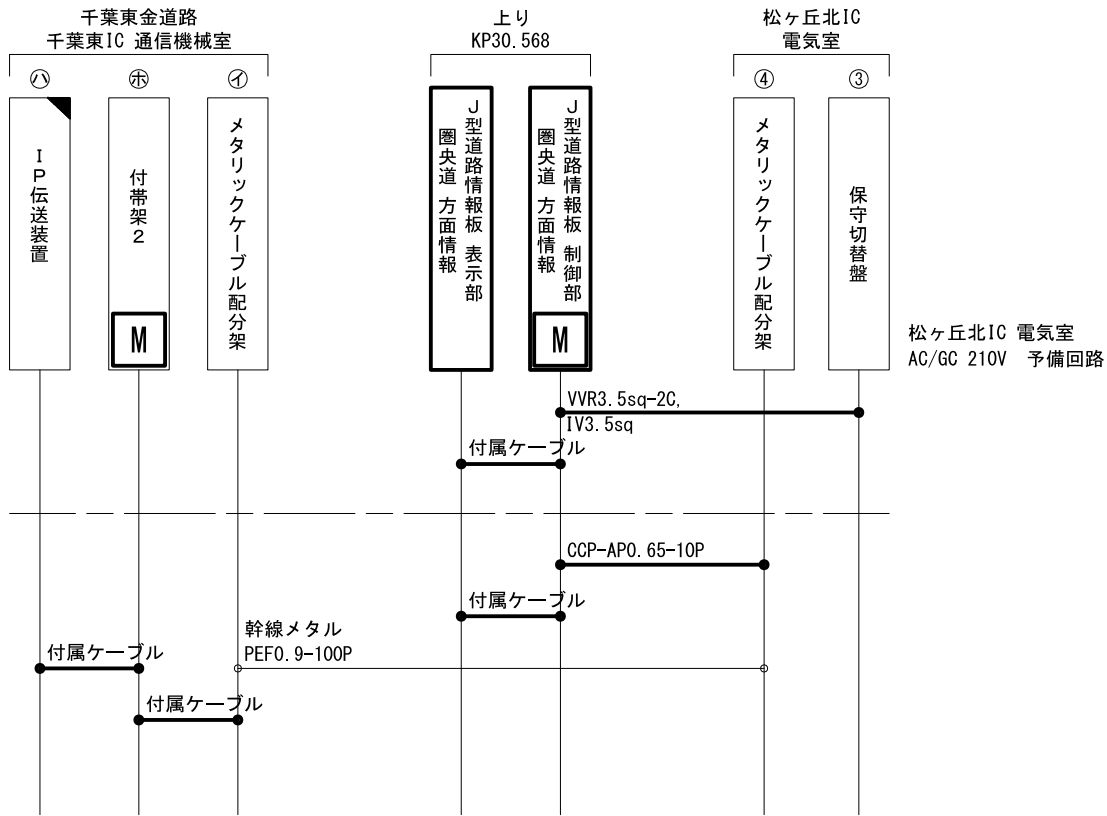 千葉東金道路
千葉東IC 通信機械室
上り
KP30.568
松ヶ丘北IC
電気室
ハ
ホ
イ
④
③
IP伝送装置
付帯架2
M
メタリックケーブル配分架
J型道路情報板 表示部
圏央道 方面情報
J型道路情報板 制御部
圏央道 方面情報
M
メタリックケーブル配分架
保守切替盤
松ヶ丘北IC 電気室
AC/GC 210V 予備回路
VVR3.5sq-2C,
IV3.5sq
付属ケーブル
CCP-AP0.65-10P
付属ケーブル
幹線メタル
PEF0.9-100P
付属ケーブル
付属ケーブル